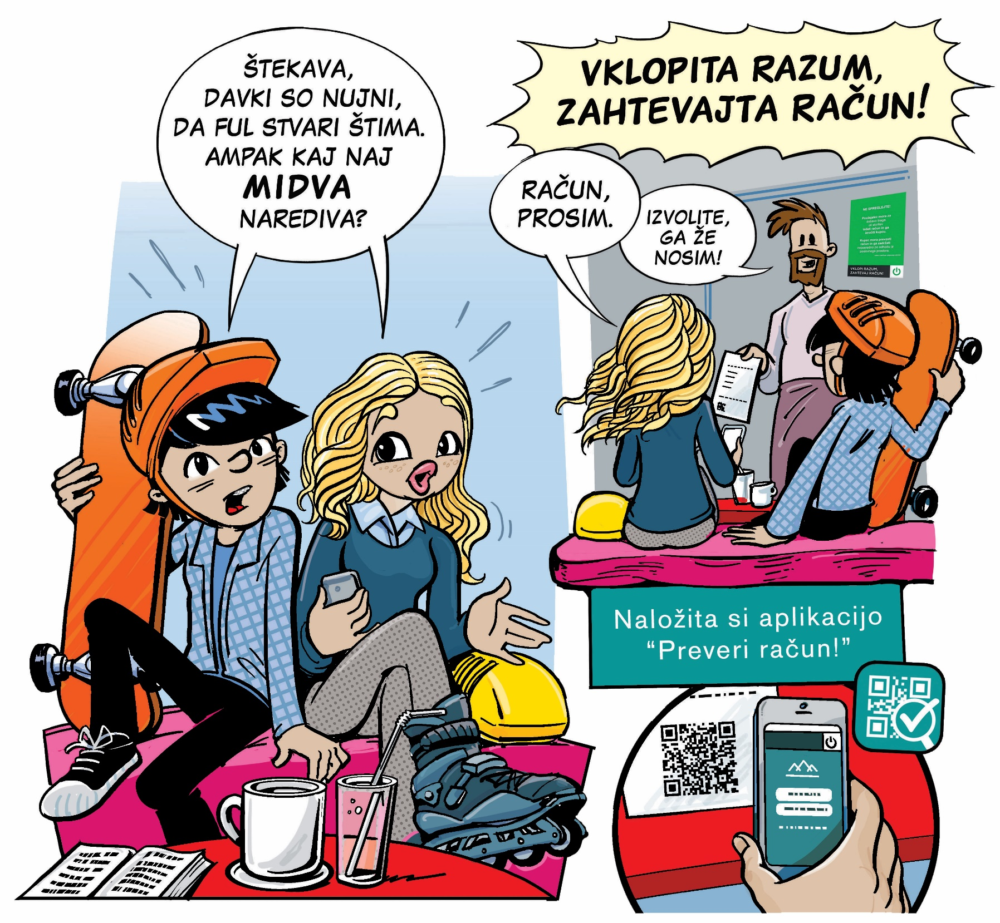 ŠTEKAVA,
DAVKI SO NUJNI,
DA FUL STVARI ŠTIMA.
AMPAK KAJ NAJ
MIDVA
NAREDIVA?
VKLOPITA RAZUM,
ZAHTEVAJTA RAČUN!
RAČUN,
PROSIM.
IZVOLITE,
GA ŽE
NOSIM!
NE SPREGLEJTE!
Prodajalec mora za
dobavo blaga
ali storitev
izdati račun in ga
izročiti kupcu.
Kupec mora prevzeti
račun in ga zadržati
neposredno po odhodu iz
poslovnega prostora.
VKLOPI RAZUM,
ZAHTEVAJ RAČUN!
Naložita si aplikacijo
“Preveri račun!”